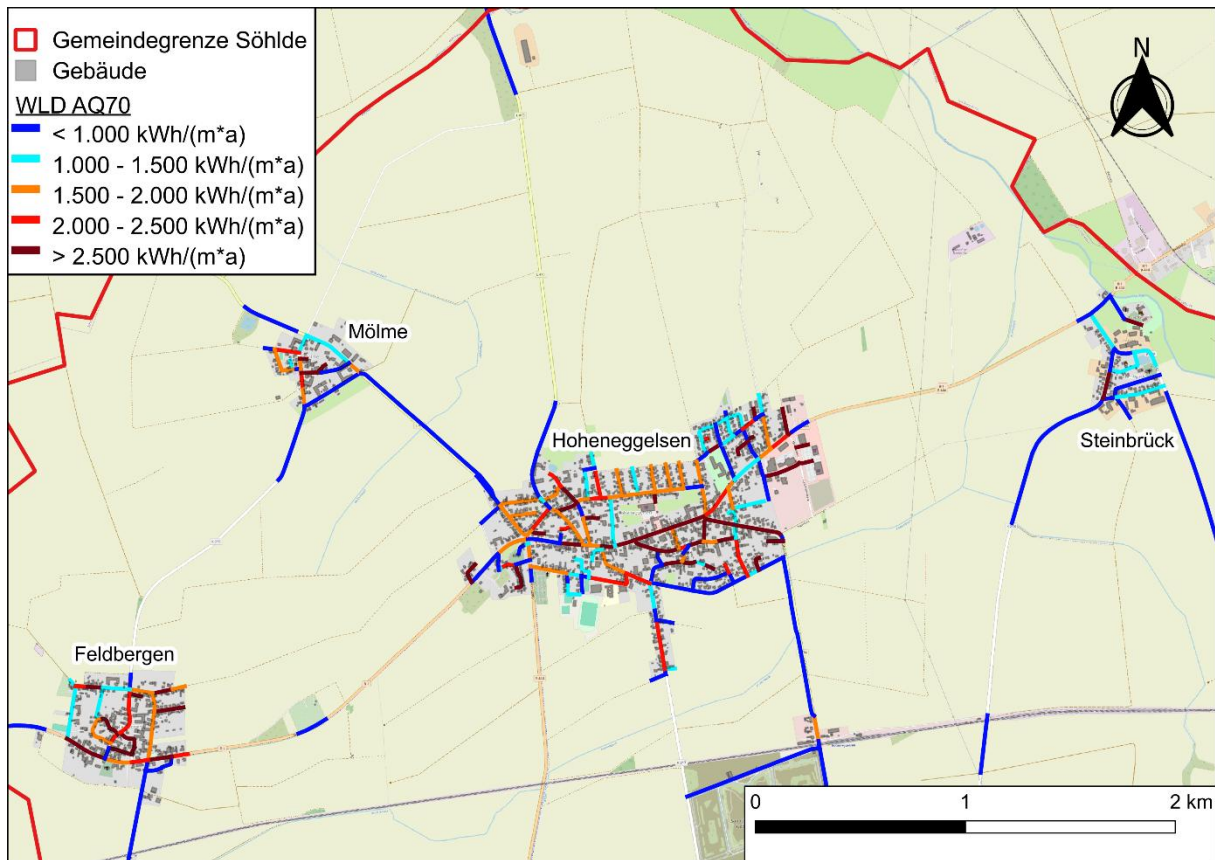 Gemeindegrenze Söhlde
Gebäude
WLD AQ70
< 1.000 kWh/(m*a)
1.000 - 1.500 kWh/(m*a)
1.500 - 2.000 kWh/(m*a)
2.000 - 2.500 kWh/(m*a)
> 2.500 kWh/(m*a)
N
Mölme
Hoheneggelsen
Steinbrück
Feldbergen
0 1 2 km